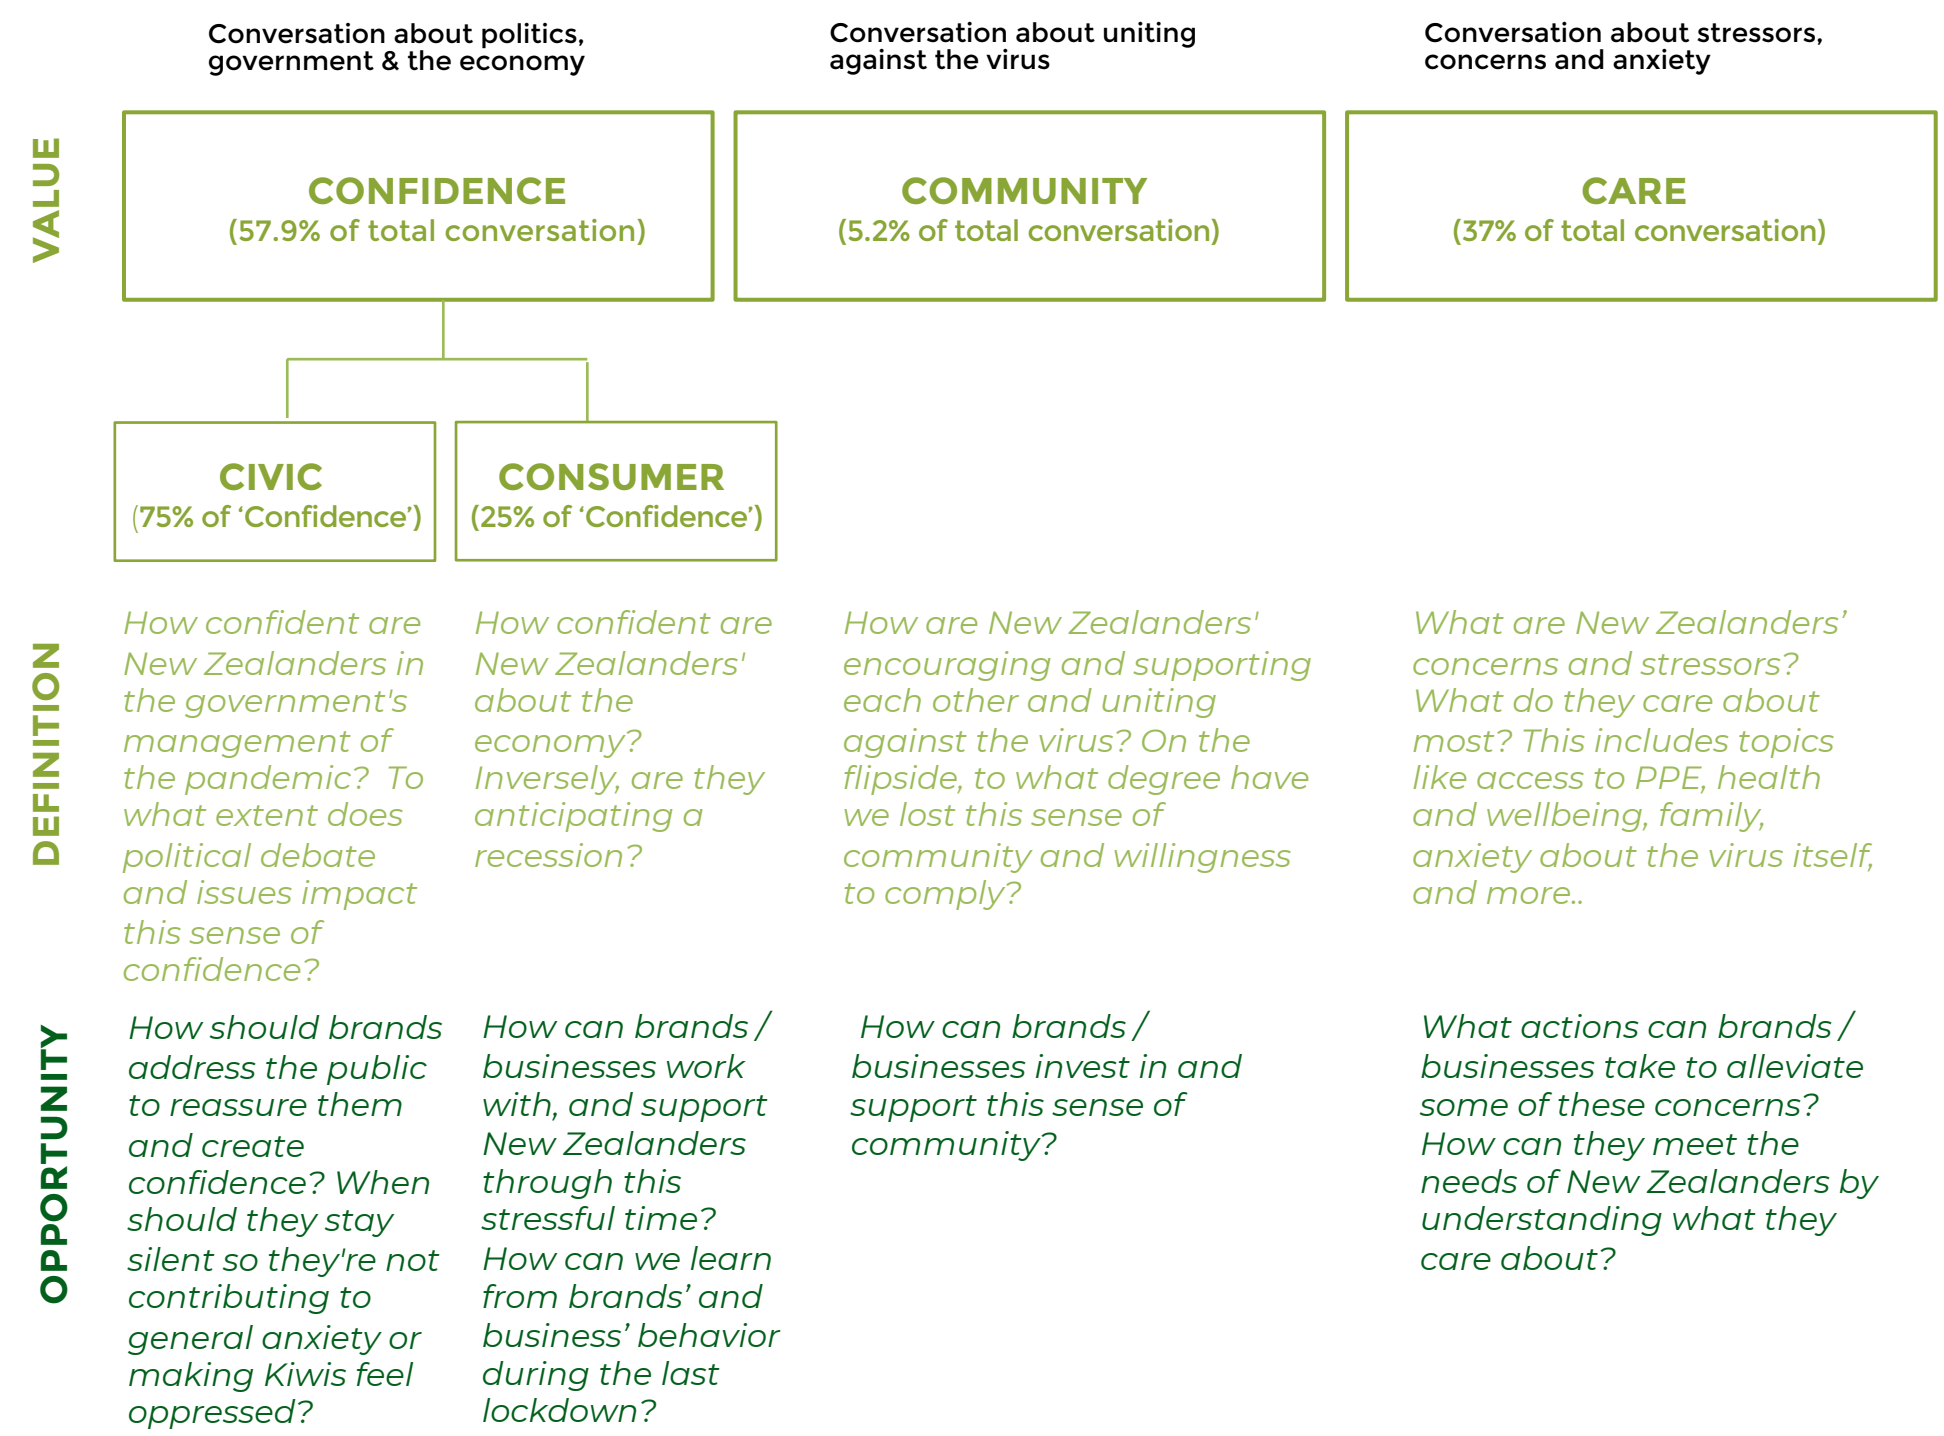 Conversation about politics,
government & the economy
Conversation about uniting
against the virus
Conversation about stressors,
concerns and anxiety
VALUE
CONFIDENCE
(57.9% of total conversation)
COMMUNITY
(5.2% of total conversation)
CARE
(37% of total conversation)
CIVIC
(75% of ‘Confidence’)
CONSUMER
(25% of ‘Confidence’)
DEFINITION
How confident are
New Zealanders in
the government's
management of
the pandemic?  To
what extent does
political debate
and issues impact
this sense of
confidence?
How confident are
New Zealanders'
about the
economy?
Inversely, are they
anticipating a
recession?
How are New Zealanders'
encouraging and supporting
each other and uniting
against the virus? On the
flipside, to what degree have
we lost this sense of
community and willingness
to comply?
What are New Zealanders’
concerns and stressors?
What do they care about
most? This includes topics
like access to PPE, health
and wellbeing, family,
anxiety about the virus itself,
and more..
OPPORTUNITY
How should brands
address the public
to reassure them
and create
confidence? When
should they stay
silent so they're not
contributing to
general anxiety or
making Kiwis feel
oppressed?
How can brands /
businesses work
with, and support
New Zealanders
through this
stressful time?
How can we learn
from brands’ and
business’ behavior
during the last
lockdown?
How can brands /
businesses invest in and
support this sense of
community?
What actions can brands /
businesses take to alleviate
some of these concerns?
How can they meet the
needs of New Zealanders by
understanding what they
care about?